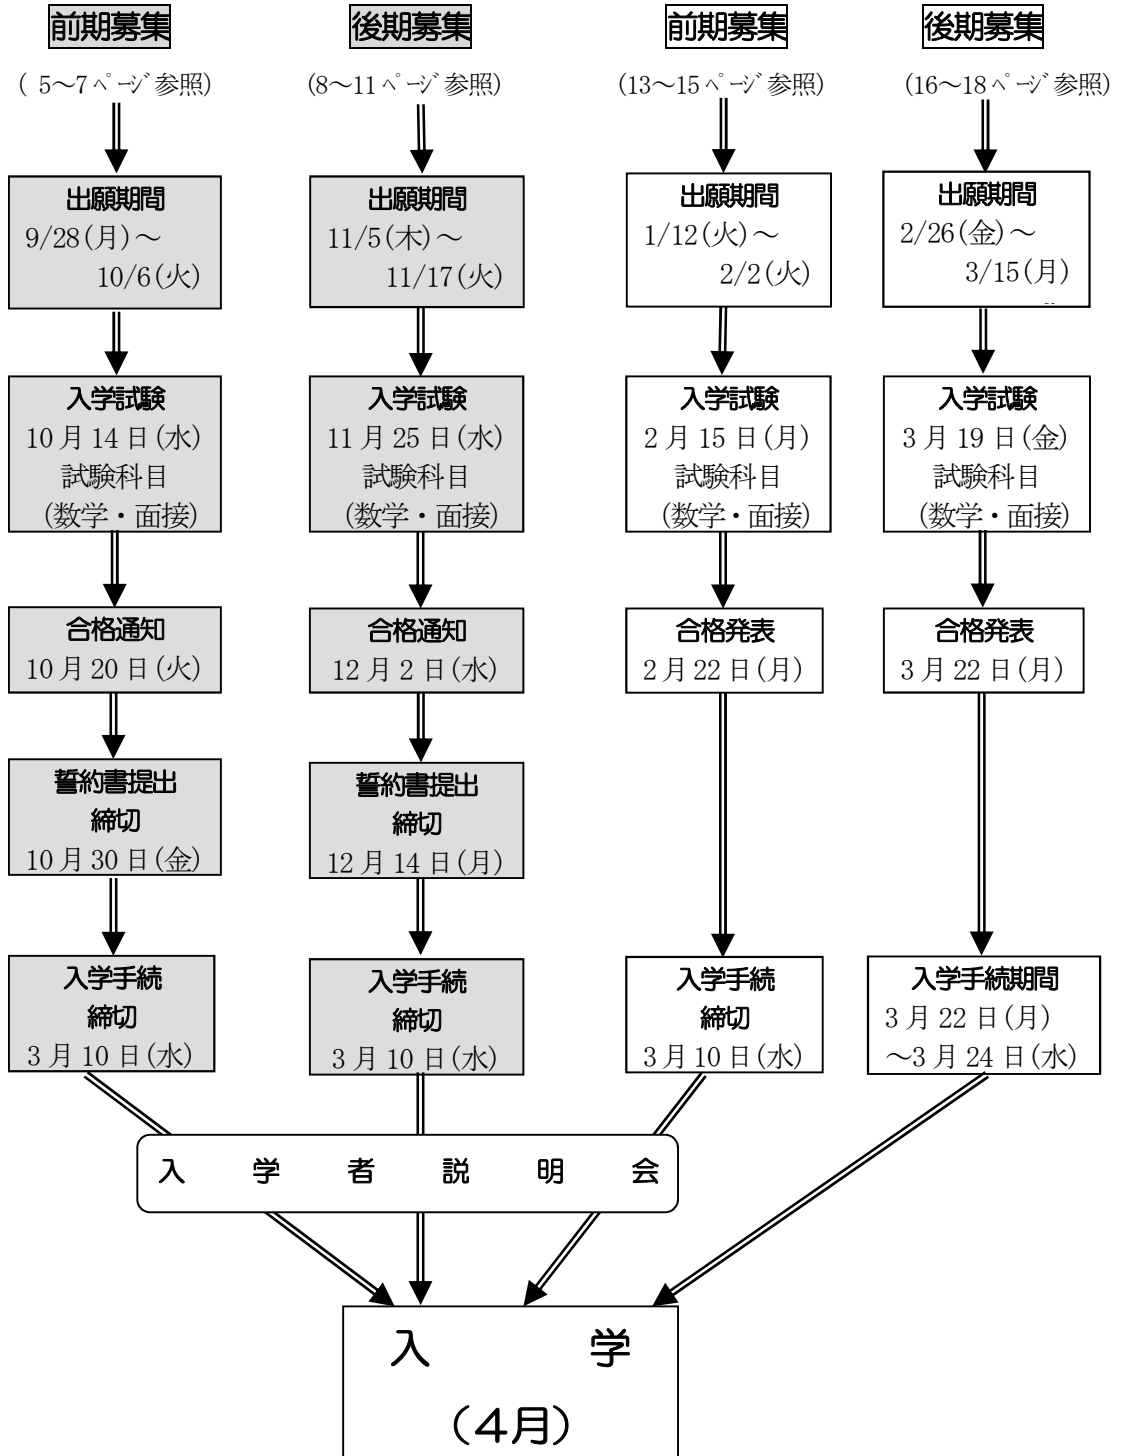 前期募集
(5～7ページ参照)
出願期間
9/28(月)～
10/6(火)
入学試験
10月14日(水)
試験科目
(数学・面接)
合格通知
10月20日(火)
誓約書提出
締切
10月30日(金)
入学手続
締切
3月10日(水)
後期募集
(8～11ページ参照)
出願期間
11/5(木)～
11/17(火)
入学試験
11月25日(水)
試験科目
(数学・面接)
合格通知
12月2日(水)
誓約書提出
締切
12月14日(月)
入学手続
締切
3月10日(水)
前期募集
(13～15ページ参照)
出願期間
1/12(火)～
2/2(火)
入学試験
2月15日(月)
試験科目
(数学・面接)
合格発表
2月22日(月)
入学手続
締切
3月10日(水)
後期募集
(16～18ページ参照)
出願期間
2/26(金)～
3/15(月)
入学試験
3月19日(金)
試験科目
(数学・面接)
合格発表
3月22日(月)
入学手続期間
3月22日(月)
～3月24日(水)
入学者説明会
入学
(4月)